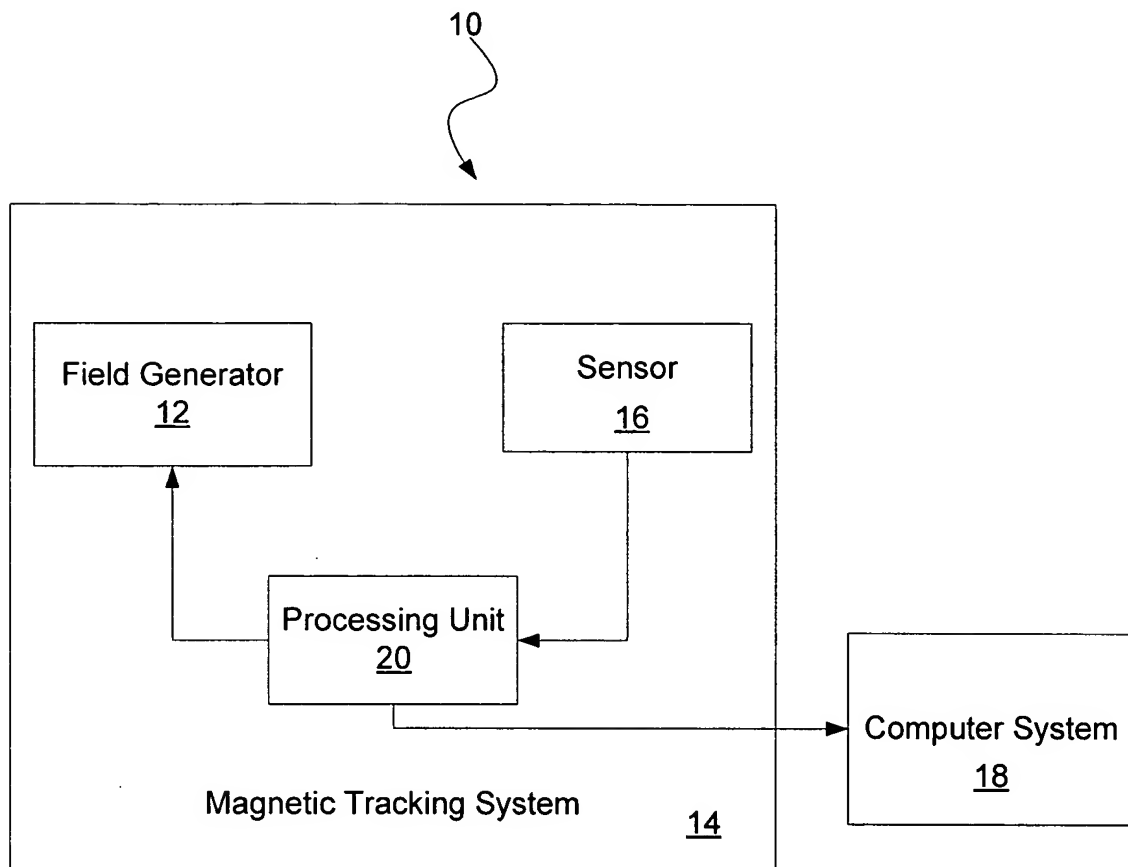 10
Field Generator
12
Sensor
16
Processing Unit
20
Computer System
18
Magnetic Tracking System
14